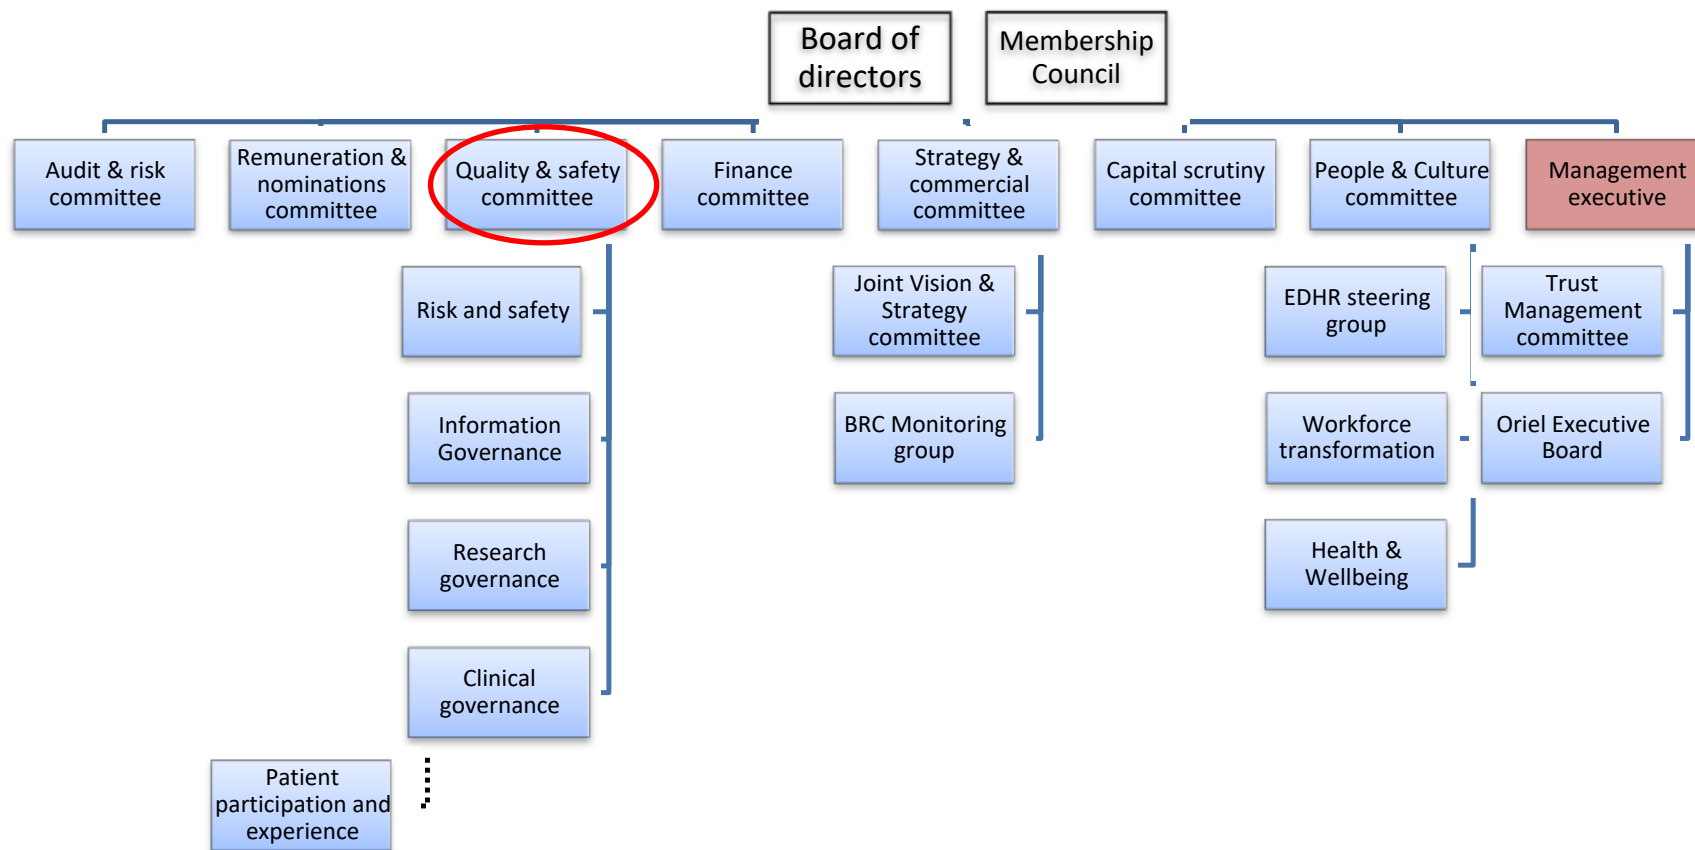 Board of
directors
Membership
Council
Audit & risk
committee
Remuneration &
nominations
committee
Quality & safety
committee
Finance
committee
Strategy &
commercial
committee
Capital scrutiny
committee
People & Culture
committee
Management
executive
Risk and safety
Joint Vision &
Strategy
committee
EDHR steering
group
Trust
Management
committee
Information
Governance
BRC Monitoring
group
Workforce
transformation
Oriel Executive
Board
Research
governance
Health &
Wellbeing
Clinical
governance
Patient
participation and
experience